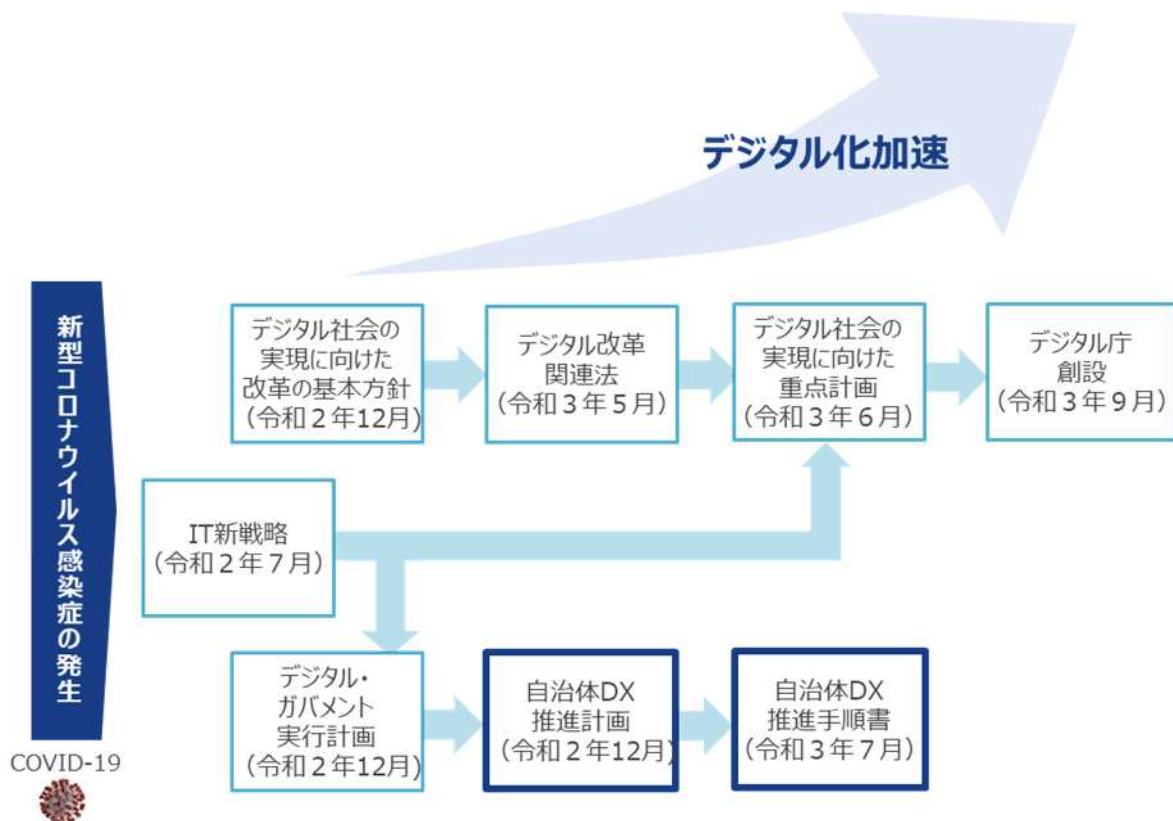 デジタル化加速
新型コロナウイルス感染症の発生
デジタル社会の
実現に向けた
改革の基本方針
（令和２年12月）
デジタル改革
関連法
（令和３年５月）
デジタル社会の
実現に向けた
重点計画
（令和３年６月）
デジタル庁
創設
（令和３年９月）
IT新戦略
（令和２年７月）
デジタル・
ガバメント
実行計画
（令和２年12月）
自治体DX
推進計画
（令和２年12月）
自治体DX
推進手順書
（令和３年７月）
COVID-19